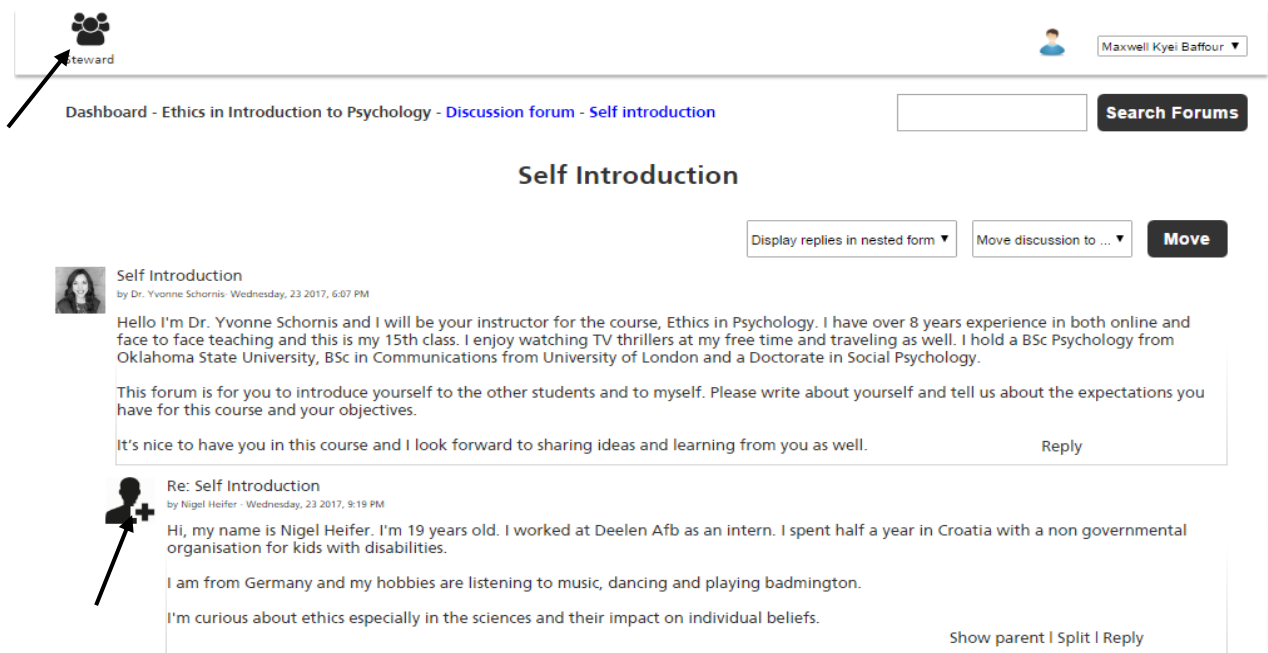 Steward
Maxwell Kyei Baffour ▼
Dashboard - Ethics in Introduction to Psychology - Discussion forum - Self introduction
Search Forums
Self Introduction
Display replies in nested form ▼
Move discussion to ... ▼
Move
Self Introduction
by Dr. Yvonne Schornis- Wednesday, 23 2017, 6:07 PM
Hello I'm Dr. Yvonne Schornis and I will be your instructor for the course, Ethics in Psychology. I have over 8 years experience in both online and
face to face teaching and this is my 15th class. I enjoy watching TV thrillers at my free time and traveling as well. I hold a BSc Psychology from
Oklahoma State University, BSc in Communications from University of London and a Doctorate in Social Psychology.
This forum is for you to introduce yourself to the other students and to myself. Please write about yourself and tell us about the expectations you
have for this course and your objectives.
It's nice to have you in this course and I look forward to sharing ideas and learning from you as well.
Reply
Re: Self Introduction
by Nigel Heifer - Wednesday, 23 2017, 9:19 PM
Hi, my name is Nigel Heifer. I'm 19 years old. I worked at Deelen Afb as an intern. I spent half a year in Croatia with a non governmental
organisation for kids with disabilities.
I am from Germany and my hobbies are listening to music, dancing and playing badmington.
I'm curious about ethics especially in the sciences and their impact on individual beliefs.
Show parent l Split l Reply